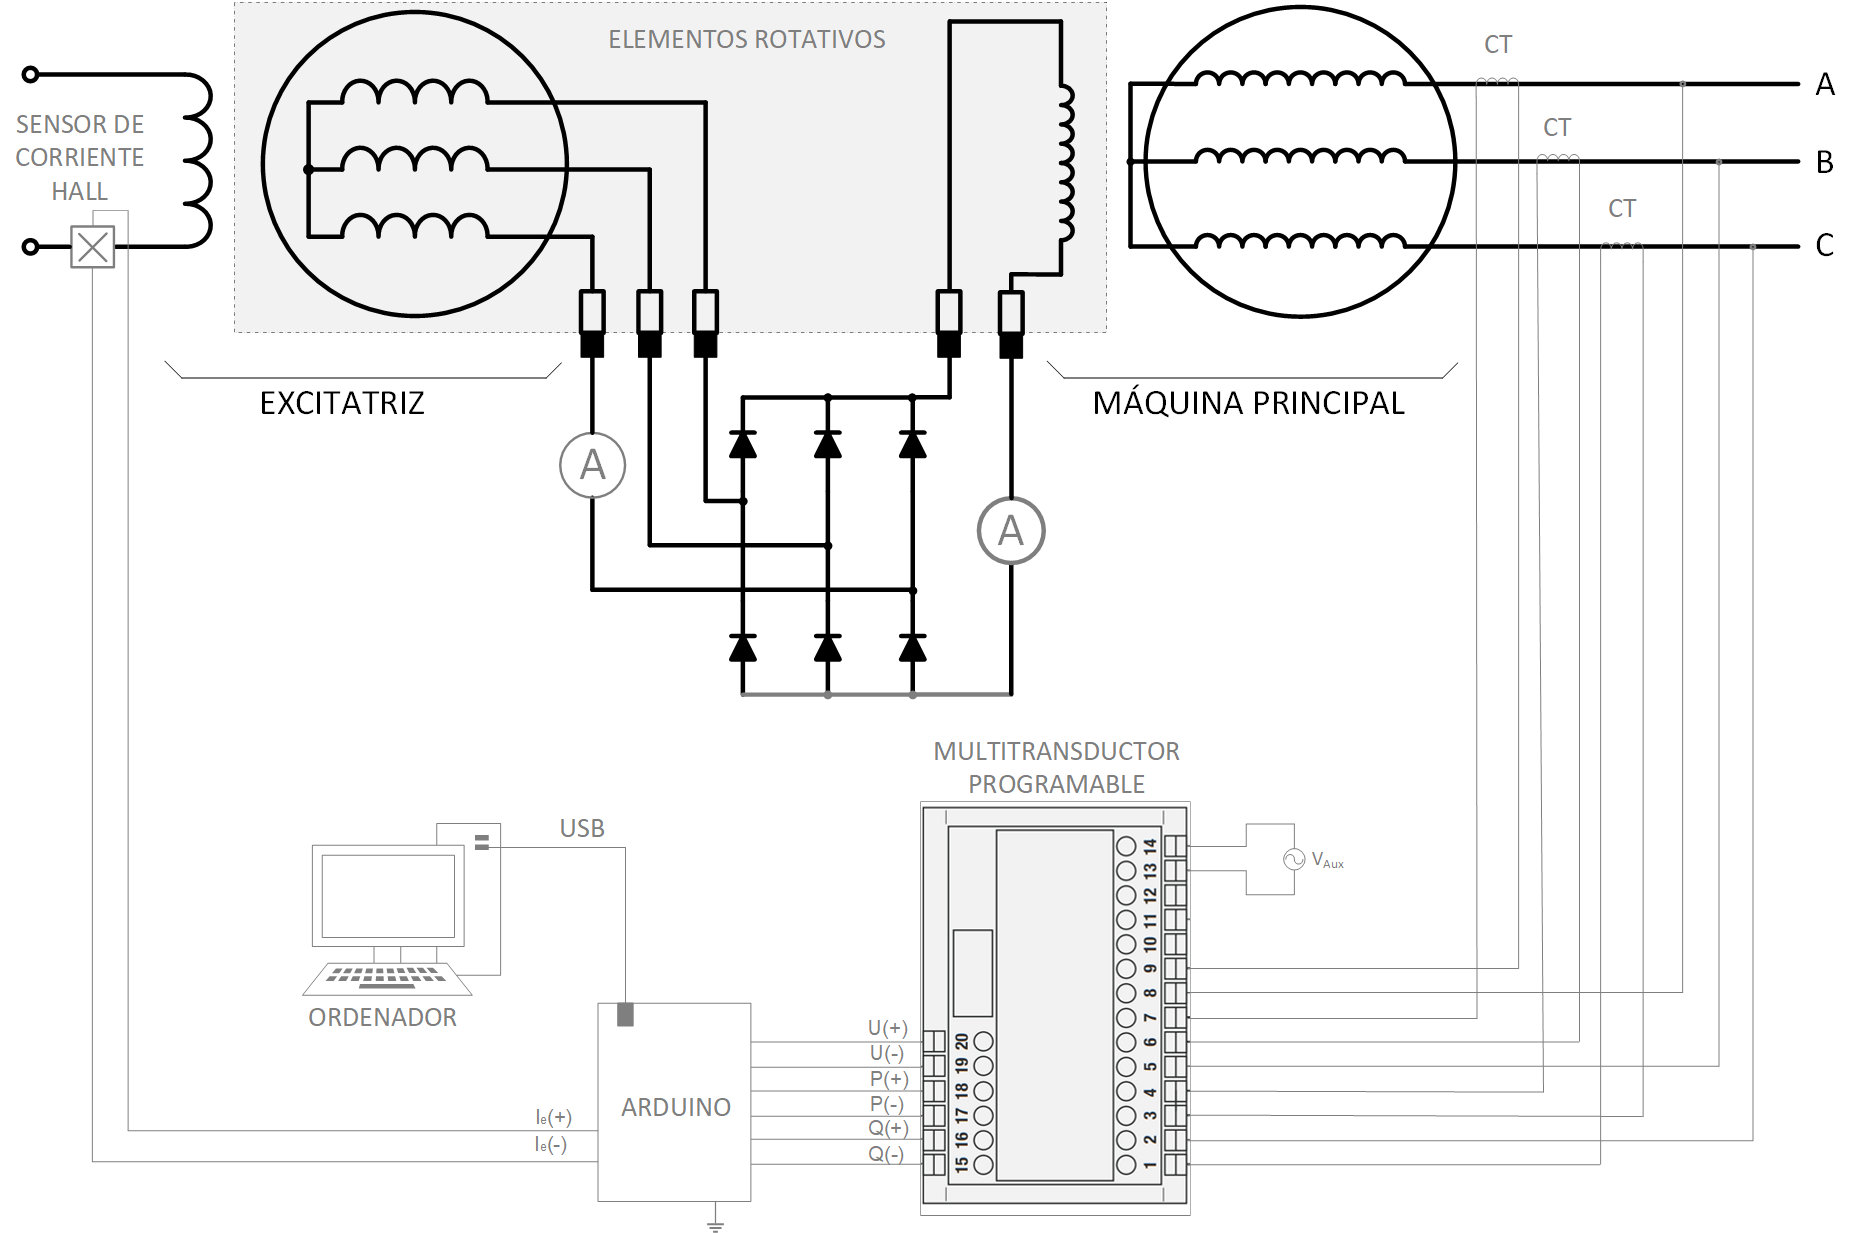 ELEMENTOS ROTATIVOS
CT
A
SENSOR DE
CORRIENTE
HALL
CT
B
CT
C
EXCITATRIZ
MÁQUINA PRINCIPAL
A
A
MULTITRANSDUCTOR
PROGRAMABLE
USB
VAux
ORDENADOR
ARDUINO
Ie(+)
Ie(-)
U(+)
U(-)
P(+)
P(-)
Q(+)
Q(-)
20
19
18
17
16
15
14
13
12
11
10
9
8
7
6
5
4
3
2
1